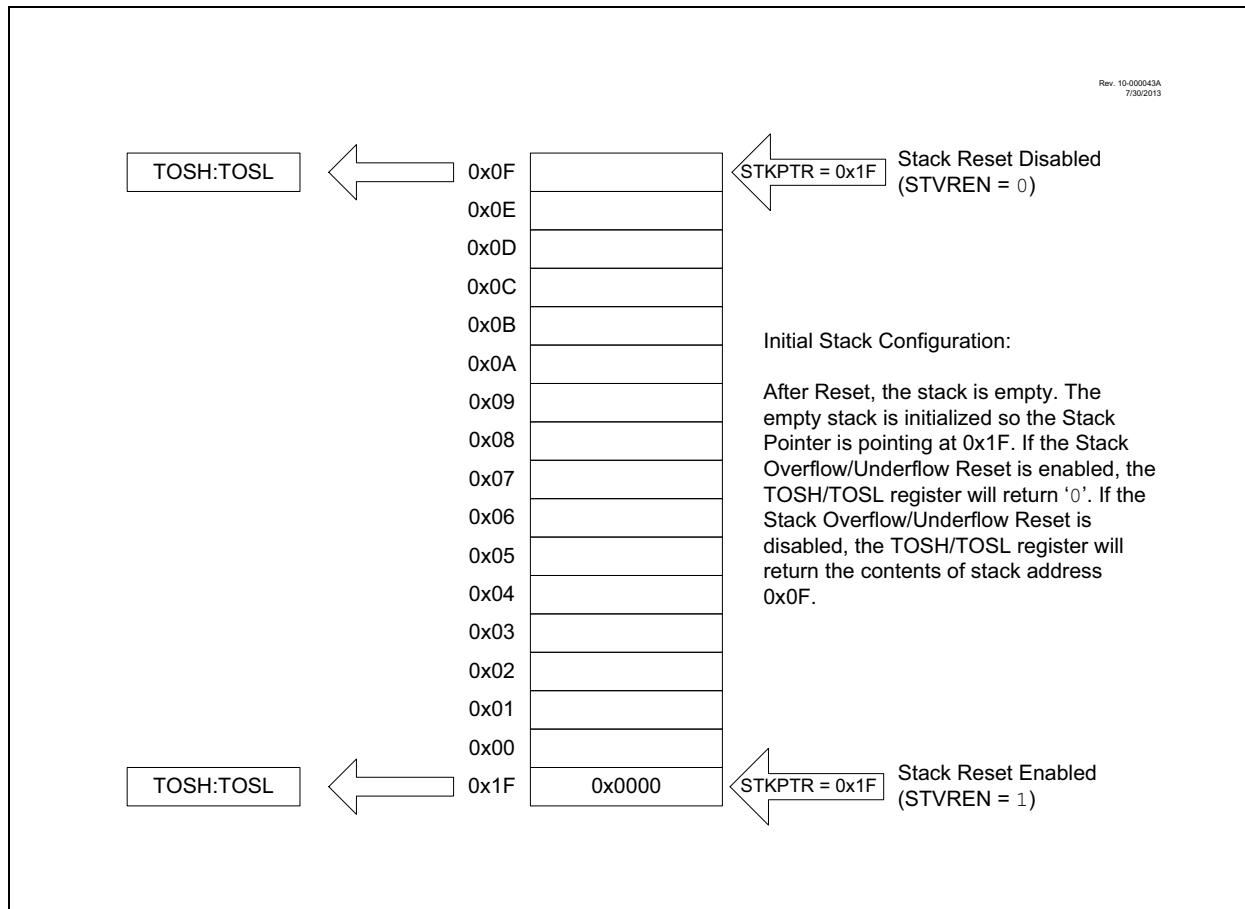 Rev. 10-000043A
7/30/2013
TOSH:TOSL
0x0F
STKPTR = 0x1F
Stack Reset Disabled
(STVREN = 0)
0x0E
0x0D
0x0C
0x0B
0x0A
0x09
0x08
0x07
0x06
0x05
0x04
0x03
0x02
0x01
0x00
Initial Stack Configuration:
After Reset, the stack is empty. The
empty stack is initialized so the Stack
Pointer is pointing at 0x1F. If the Stack
Overflow/Underflow Reset is enabled, the
TOSH/TOSL register will return ‘0’. If the
Stack Overflow/Underflow Reset is
disabled, the TOSH/TOSL register will
return the contents of stack address
0x0F.
TOSH:TOSL
0x1F
0x0000
STKPTR = 0x1F
Stack Reset Enabled
(STVREN = 1)